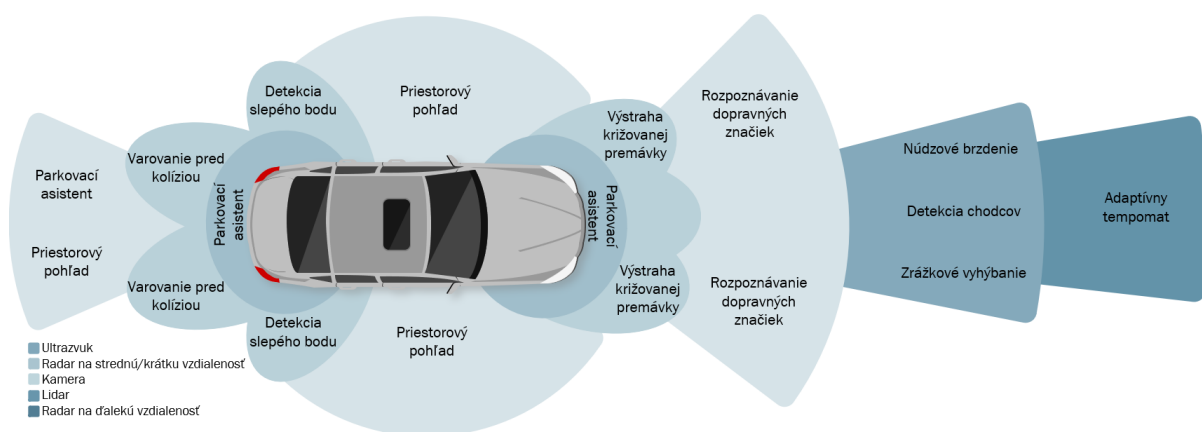 Parkovací
asistent
Priestorový
pohľad
Varovanie pred
kolíziou
Varovanie pred
kolíziou
Detekcia
slepého bodu
Detekcia
slepého bodu
Parkovací
asistent
Priestorový
pohľad
Priestorový
pohľad
Parkovací
asistent
Výstraha
križovanej
premávky
Výstraha
križovanej
premávky
Rozpoznávanie
dopravných
značiek
Rozpoznávanie
dopravných
značiek
Núdzové brzdenie
Detekcia chodcov
Zrážkové vyhýbanie
Adaptívny
tempomat
Ultrazvuk
Radar na strednú/krátku vzdialenosť
Kamera
Lidar
Radar na ďalekú vzdialenosť